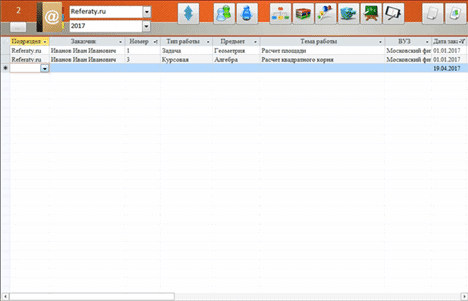 2 Referaty.ru
... 2017
Подраздел Заказчик Номер Тип работы Предмет Тема работы ВУЗ Дата зака
Referaty.ru Иванов Иван Иванович 1 Задача Геометрия Расчет площади Московский фи 01.01.2017
Referaty.ru Иванов Иван Иванович 3 Курсовая Алгебра Расчет квадратного корня Московский фи 01.01.2017
19.04.2017